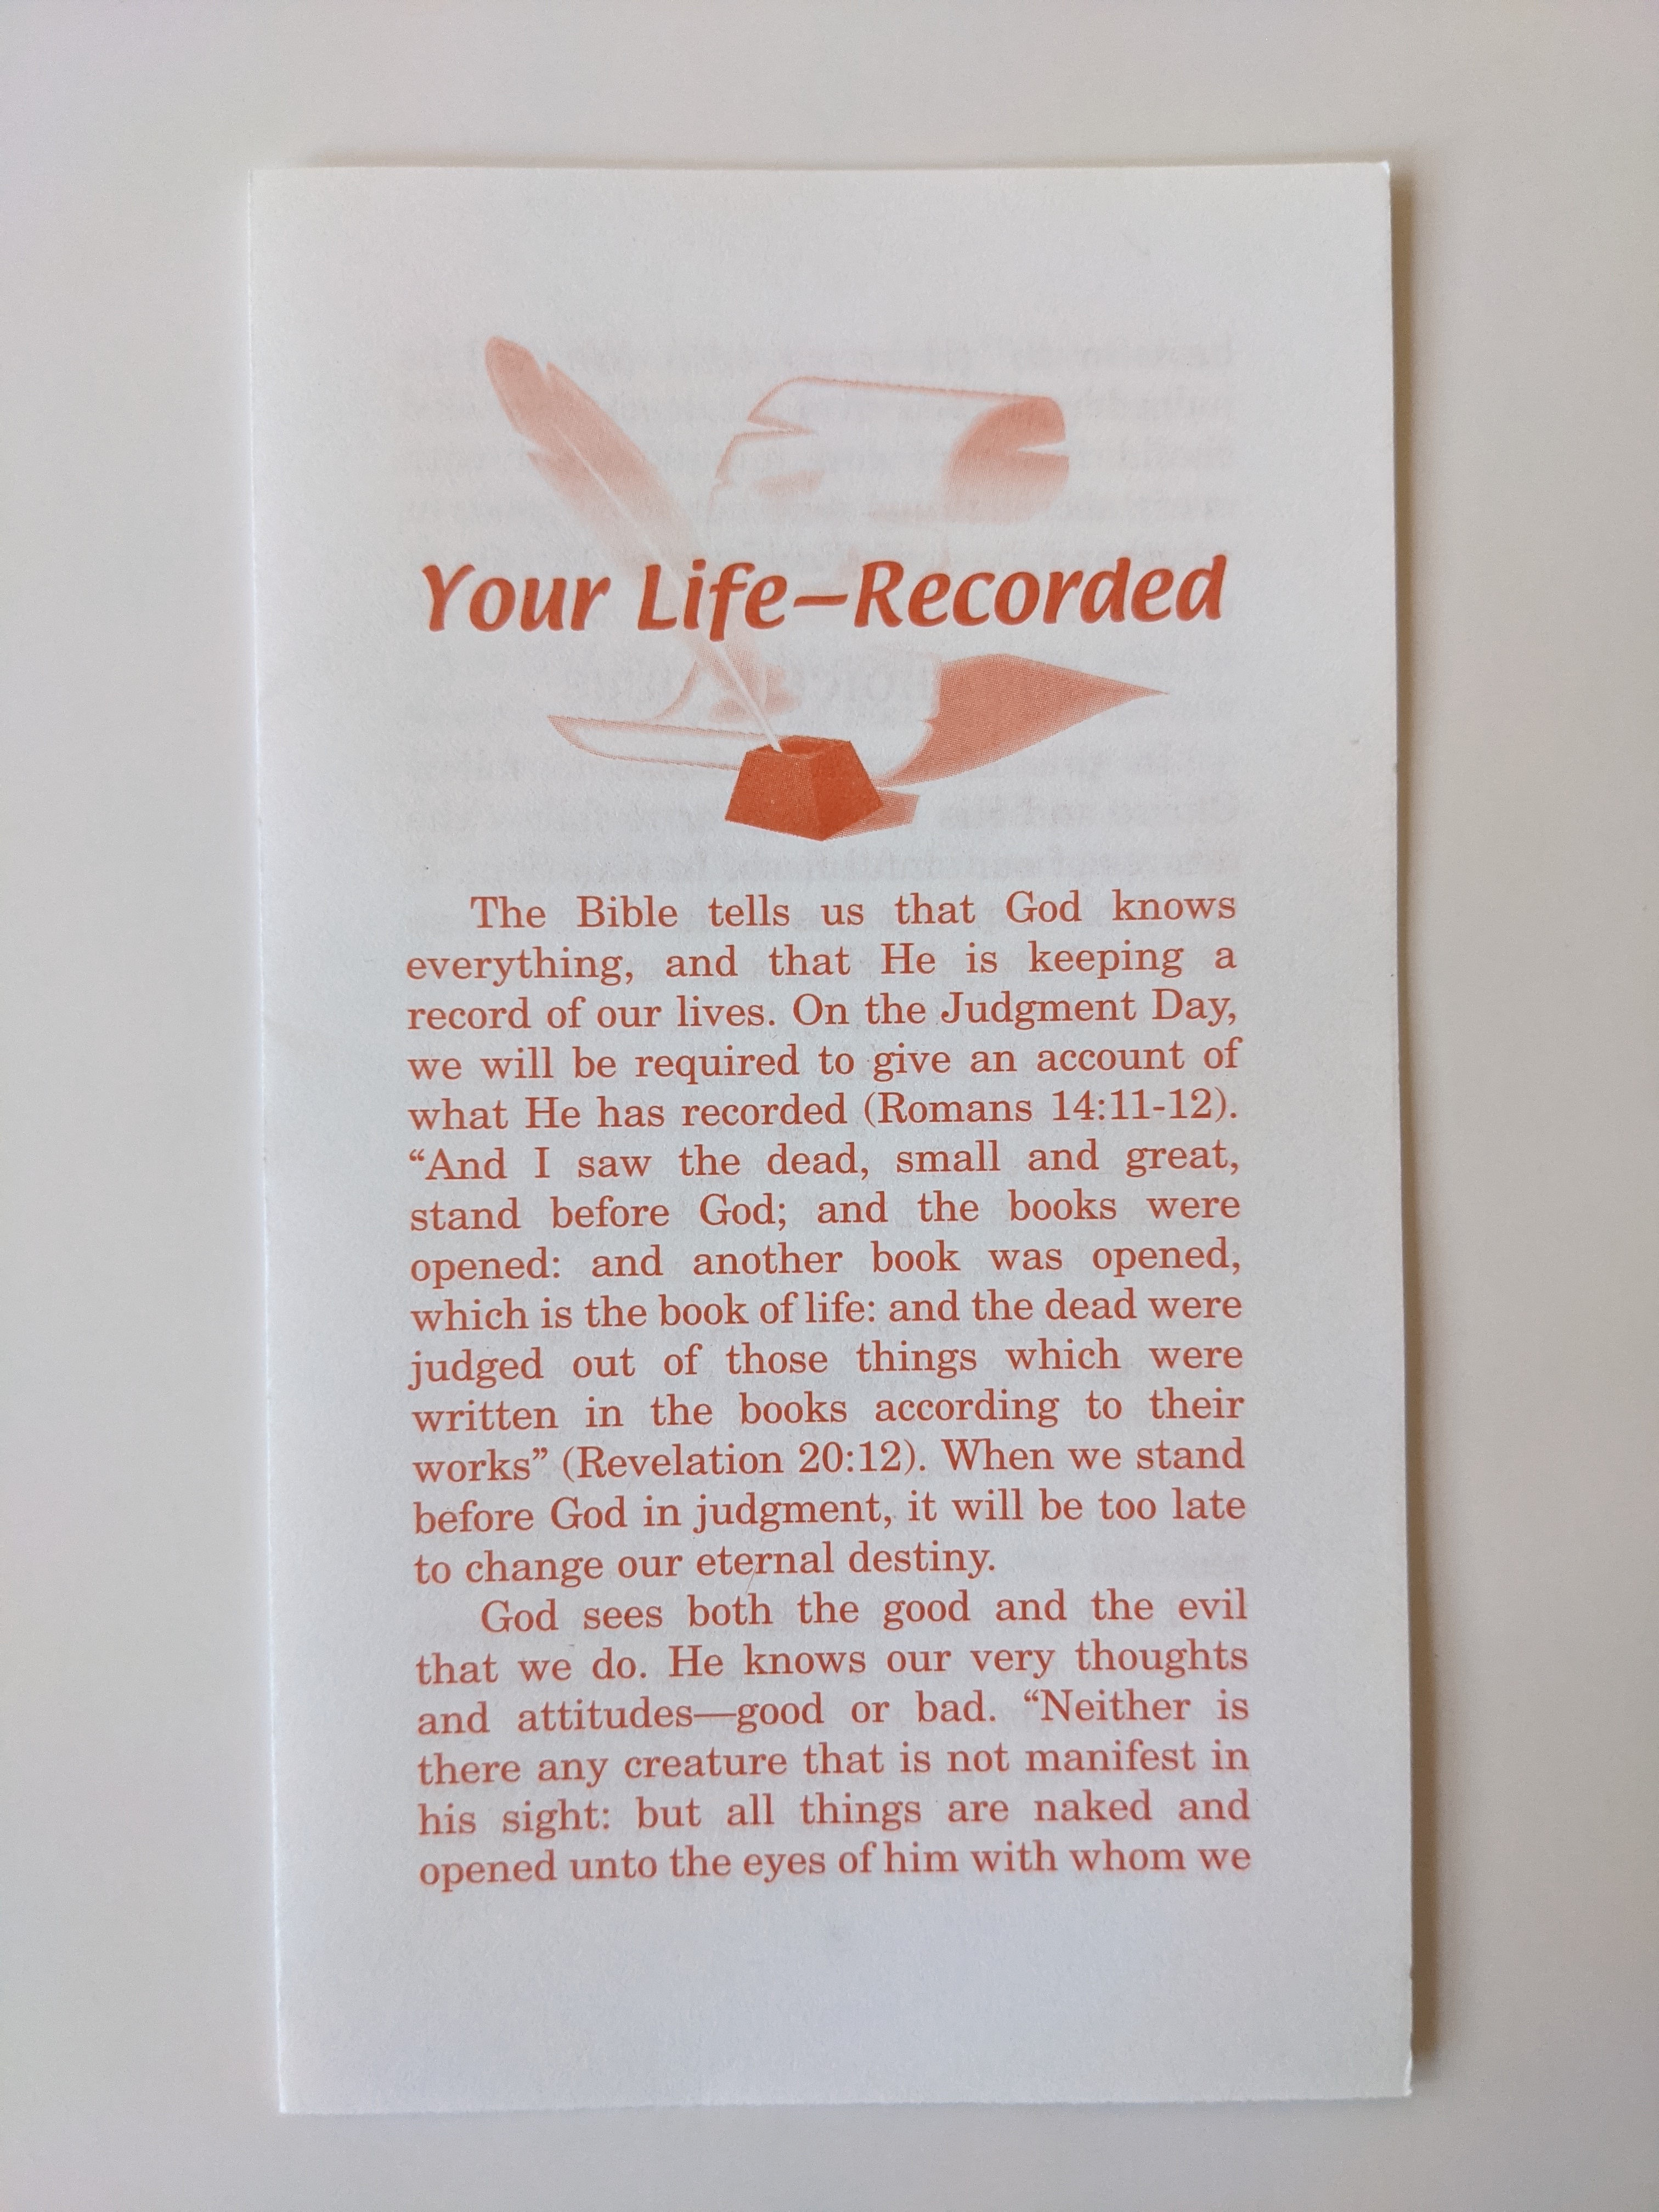 Your Life—Recorded
The Bible tells us that God knows
everything, and that He is keeping a
record of our lives. On the Judgment Day,
we will be required to give an account of
what He has recorded (Romans 14:11-12).
“And I saw the dead, small and great,
stand before God; and the books were
opened: and another book was opened,
which is the book of life: and the dead were
judged out of those things which were
written in the books according to their
works” (Revelation 20:12). When we stand
before God in judgment, it will be too late
to change our eternal destiny.
God sees both the good and the evil
that we do. He knows our very thoughts
and attitudes—good or bad. “Neither is
there any creature that is not manifest in
his sight: but all things are naked and
opened unto the eyes of him with whom we